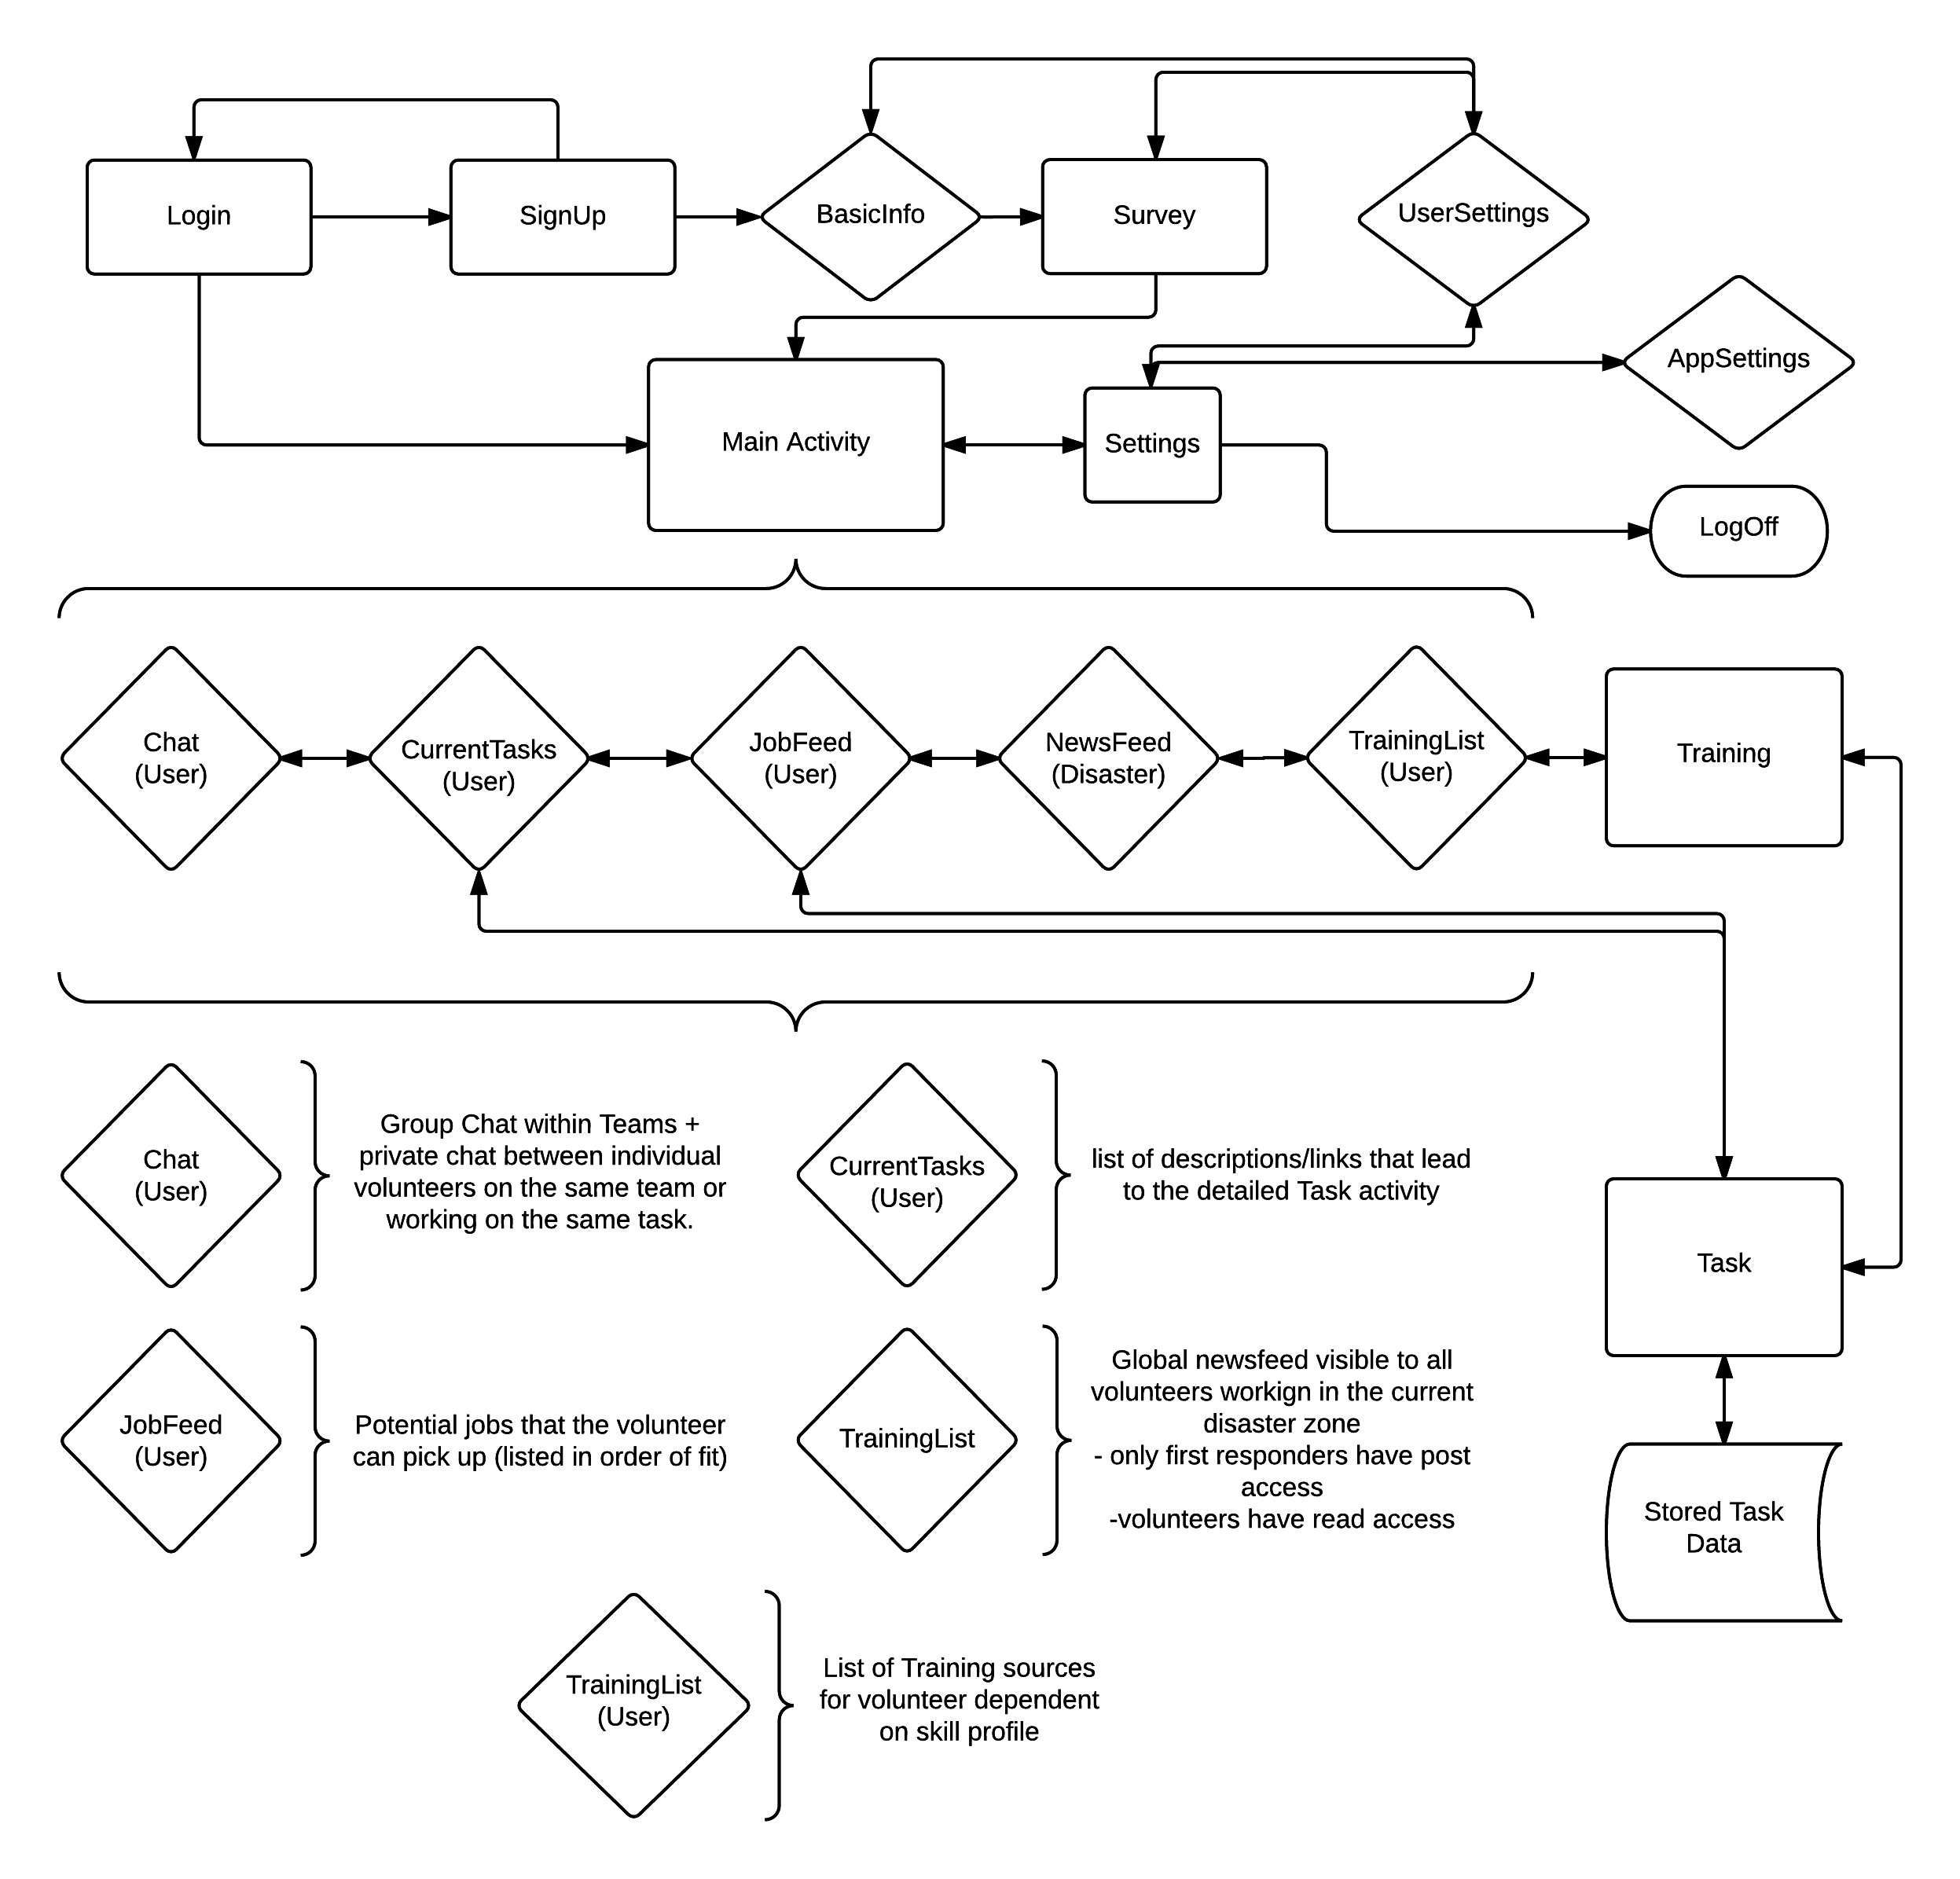 Login
SignUp
BasicInfo
Survey
UserSettings
AppSettings
Main Activity
Settings
LogOff
Chat
(User)
CurrentTasks
(User)
JobFeed
(User)
NewsFeed
(Disaster)
TrainingList
(User)
Training
Chat
(User)
Group Chat within Teams +
private chat between individual
volunteers on the same team or
working on the same task.
CurrentTasks
(User)
list of descriptions/links that lead
to the detailed Task activity
Task
JobFeed
(User)
Potential jobs that the volunteer
can pick up (listed in order of fit)
TrainingList
Global newsfeed visible to all
volunteers workign in the current
disaster zone
- only first responders have post
access
-volunteers have read access
Stored Task
Data
TrainingList
(User)
List of Training sources
for volunteer dependent
on skill profile